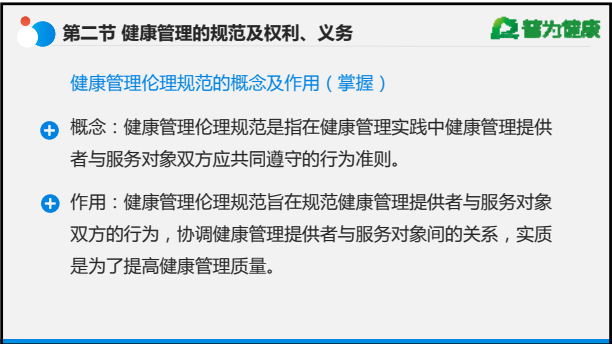 第二节 健康管理的规范及权利、义务
普为健康
健康管理伦理规范的概念及作用（掌握）
概念：健康管理伦理规范是指在健康管理实践中健康管理提供
者与服务对象双方应共同遵守的行为准则。
作用：健康管理伦理规范旨在规范健康管理提供者与服务对象
双方的行为，协调健康管理提供者与服务对象间的关系，实质
是为了提高健康管理质量。